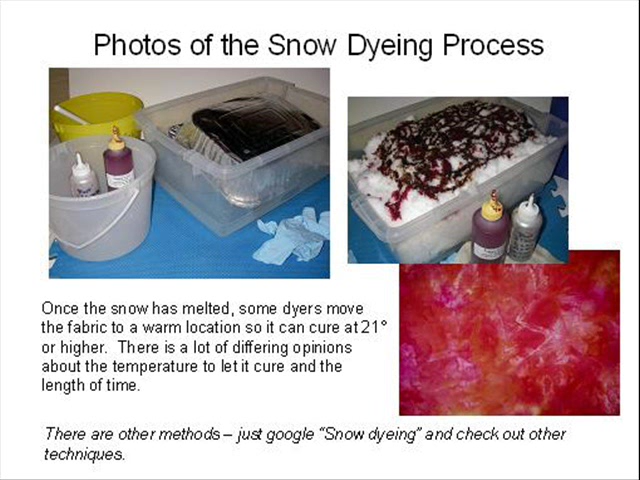 Photos of the Snow Dyeing Process
Once the snow has melted, some dyers move
the fabric to a warm location so it can cure at 21°
or higher.  There is a lot of differing opinions
about the temperature to let it cure and the
length of time.
There are other methods – just google “Snow dyeing” and check out other
techniques.